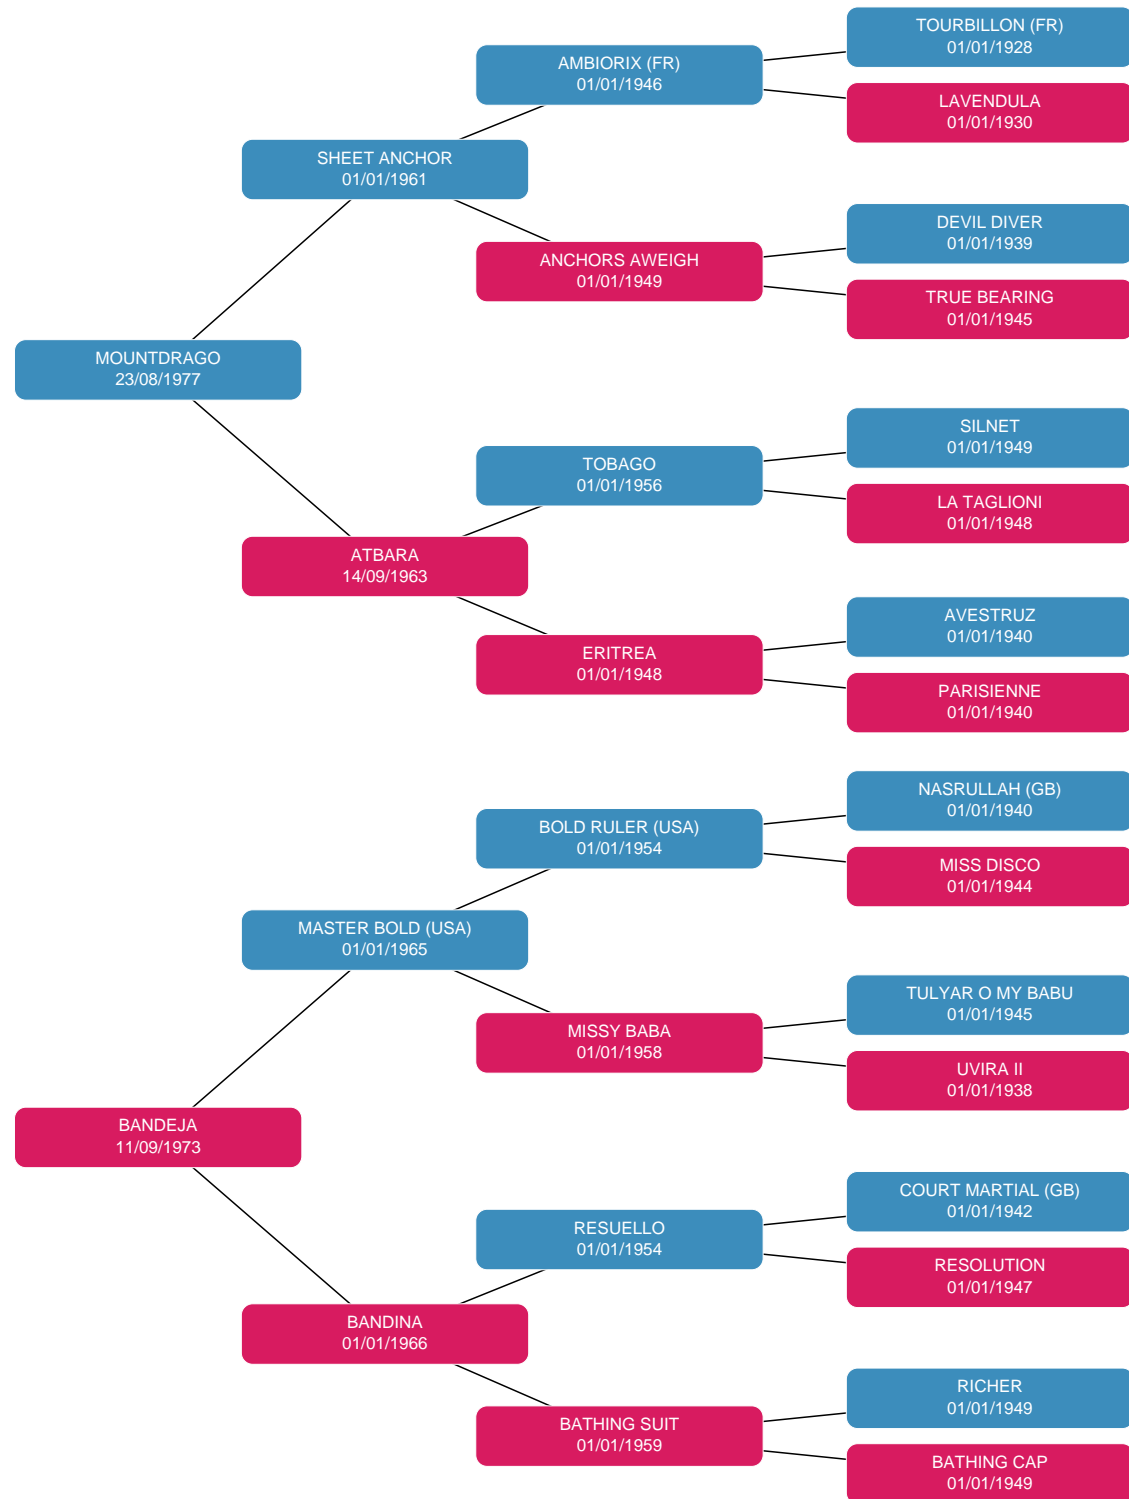 TOURBILLON (FR)
01/01/1928
AMBIORIX (FR)
01/01/1946
LAVENDULA
01/01/1930
SHEET ANCHOR
01/01/1961
DEVIL DIVER
01/01/1939
ANCHORS AWEIGH
01/01/1949
TRUE BEARING
01/01/1945
MOUNTDRAGO
23/08/1977
SILNET
01/01/1949
TOBAGO
01/01/1956
LA TAGLIONI
01/01/1948
ATBARA
14/09/1963
AVESTRUZ
01/01/1940
ERITREA
01/01/1948
PARISIENNE
01/01/1940
NASRULLAH (GB)
01/01/1940
BOLD RULER (USA)
01/01/1954
MISS DISCO
01/01/1944
MASTER BOLD (USA)
01/01/1965
TULYAR O MY BABU
01/01/1945
MISSY BABA
01/01/1958
UVIRA II
01/01/1938
BANDEJA
11/09/1973
COURT MARTIAL (GB)
01/01/1942
RESUELLO
01/01/1954
RESOLUTION
01/01/1947
BANDINA
01/01/1966
RICHER
01/01/1949
BATHING SUIT
01/01/1959
BATHING CAP
01/01/1949